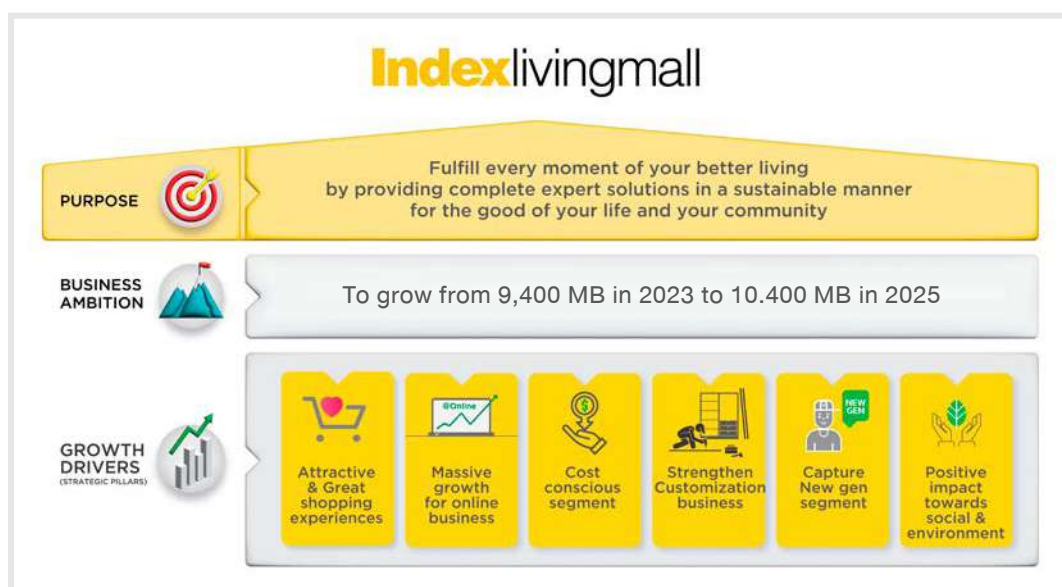 Indexlivingmall
PURPOSE
Fulfill every moment of your better living
by providing complete expert solutions in a sustainable manner
for the good of your life and your community
BUSINESS
AMBITION
To grow from 9,400 MB in 2023 to 10.400 MB in 2025
GROWTH
DRIVERS
(STRATEGIC PILLARS)
Attractive
& Great
shopping
experiences
@Online
Massive
growth
for online
business
$
Cost
conscious
segment
Strengthen
Customization
business
NEW
GEN
Capture
New gen
segment
Positive
impact
towards
social &
environment